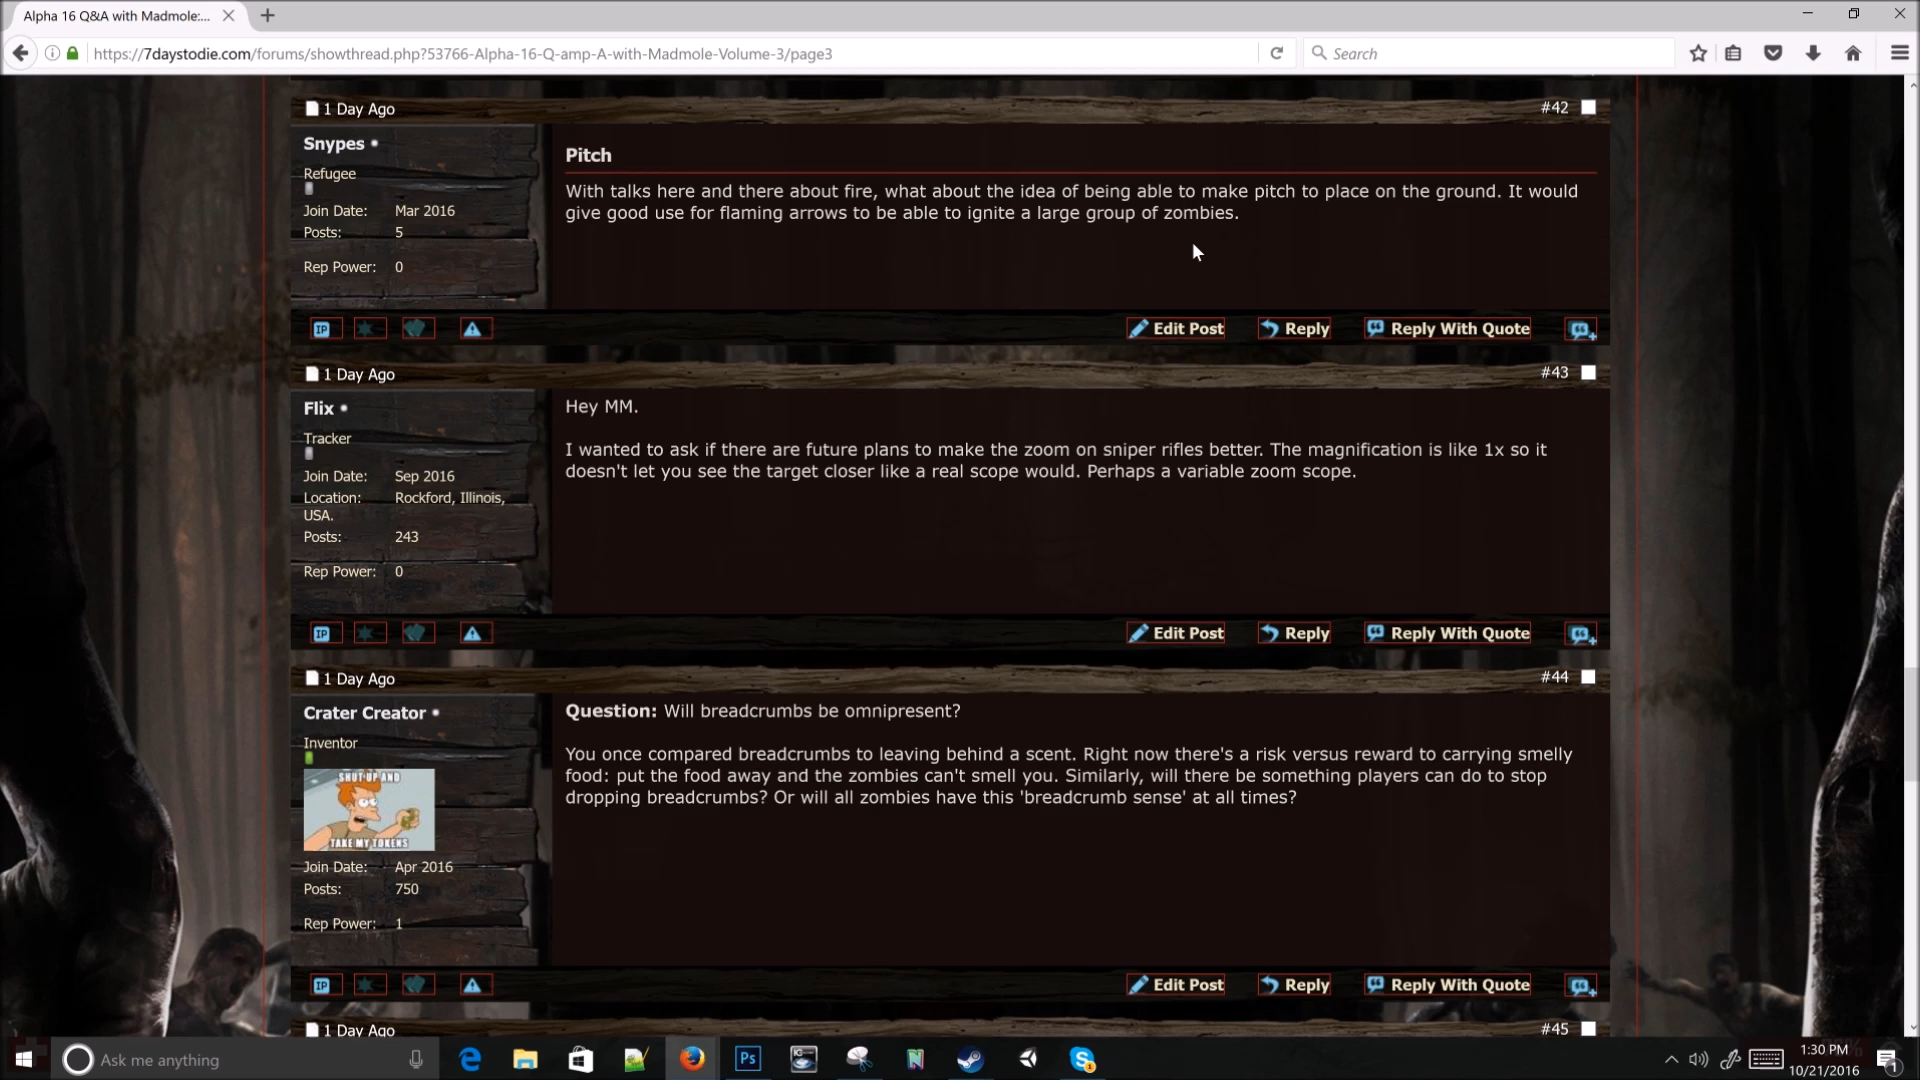 Alpha 16 Q&A with Madmole:...
https://7daystodie.com/forums/showthread.php?53766-Alpha-16-Q-amp-A-with-Madmole-Volume-3/page3
Search
1 Day Ago
#42
Snypes
Refugee
Join Date: Mar 2016
Posts: 5
Rep Power: 0
Pitch
With talks here and there about fire, what about the idea of being able to make pitch to place on the ground. It would
give good use for flaming arrows to be able to ignite a large group of zombies.
IP
Edit Post
Reply
Reply With Quote
1 Day Ago
#43
Flix
Tracker
Join Date: Sep 2016
Location: Rockford, Illinois,
USA.
Posts: 243
Rep Power: 0
Hey MM.
I wanted to ask if there are future plans to make the zoom on sniper rifles better. The magnification is like 1x so it
doesn't let you see the target closer like a real scope would. Perhaps a variable zoom scope.
IP
Edit Post
Reply
Reply With Quote
1 Day Ago
#44
Crater Creator
Inventor
SHUT UP AND
TAKE MY TOKENS
Join Date: Apr 2016
Posts: 750
Rep Power: 1
Question: Will breadcrumbs be omnipresent?
You once compared breadcrumbs to leaving behind a scent. Right now there's a risk versus reward to carrying smelly
food: put the food away and the zombies can't smell you. Similarly, will there be something players can do to stop
dropping breadcrumbs? Or will all zombies have this 'breadcrumb sense' at all times?
IP
Edit Post
Reply
Reply With Quote
1 Day Ago
#45
Ask me anything
Ps
1:30 PM
10/21/2016
1